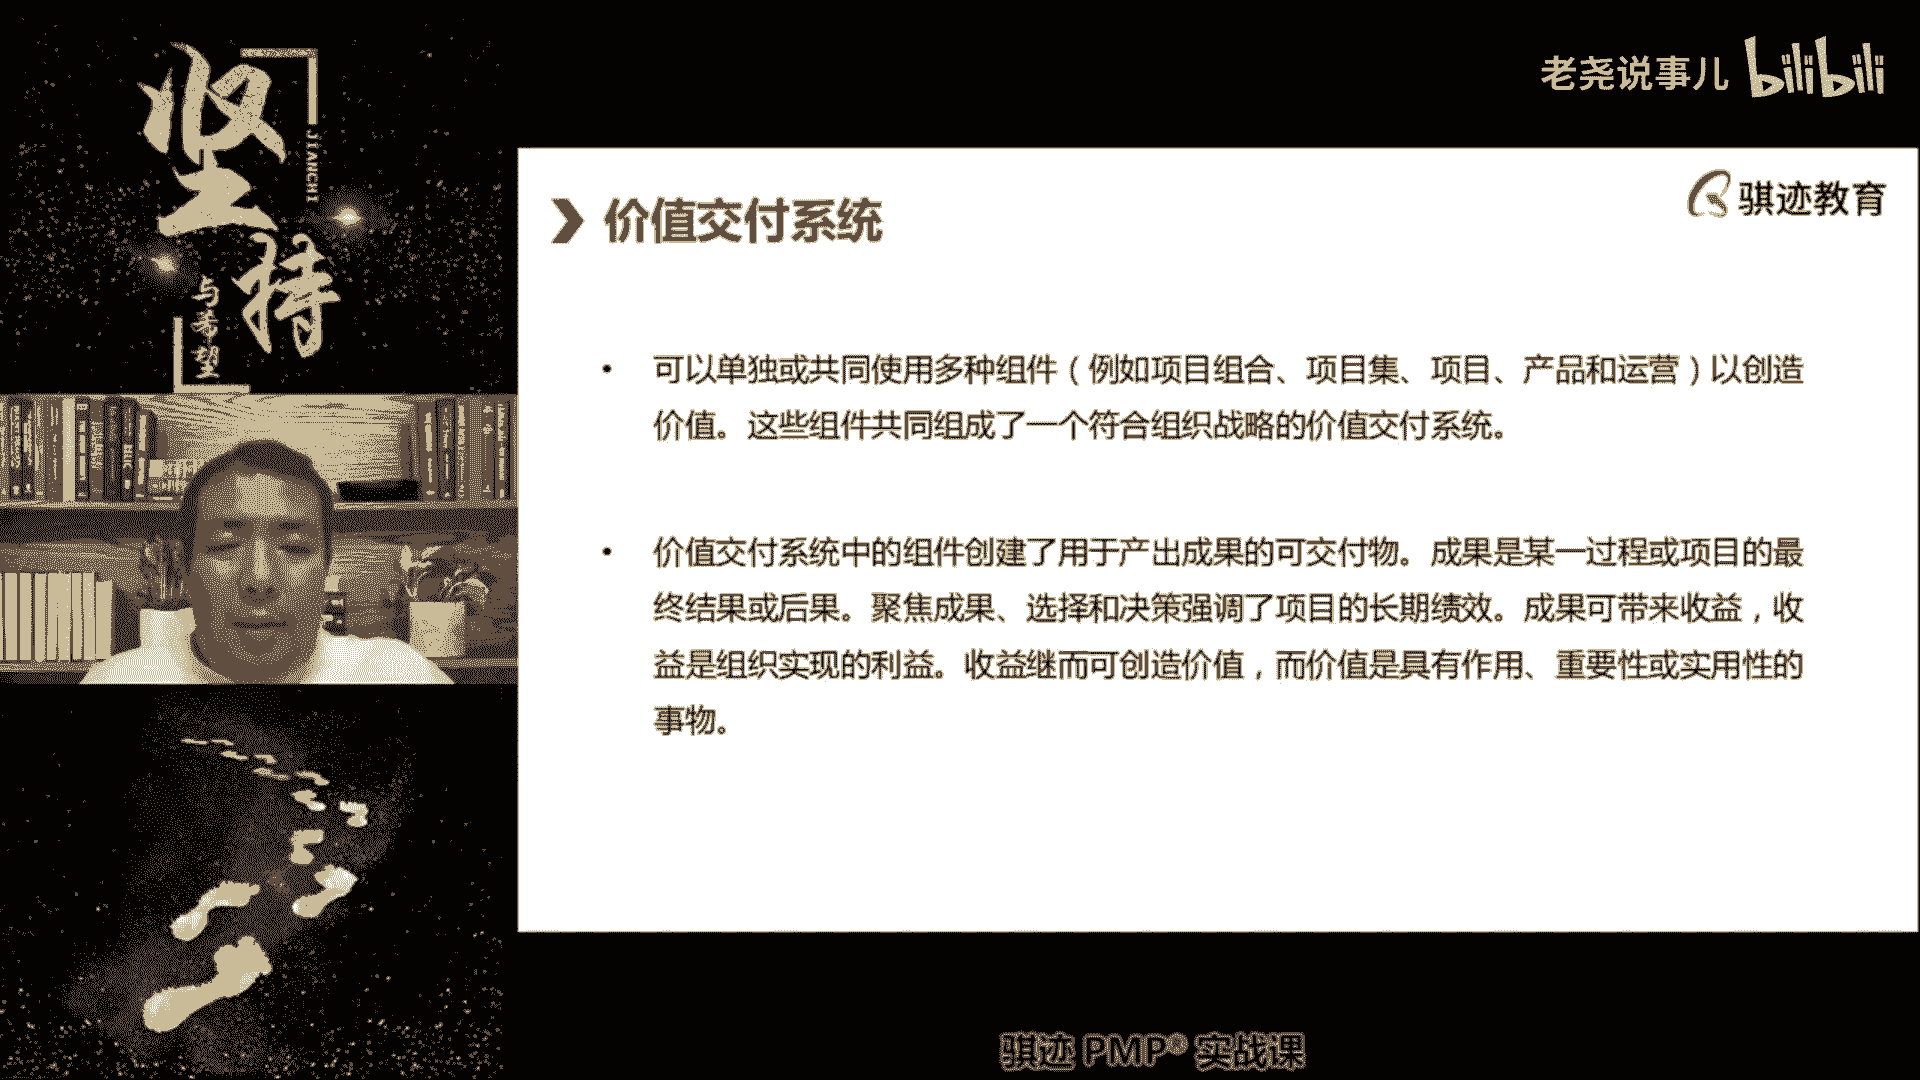 坚持
JIANCHI
与希望
老尧说事儿 bilibili
骐迹教育
价值交付系统
• 可以单独或共同使用多种组件（例如项目组合、项目集、项目、产品和运营）以创造
价值。这些组件共同组成了一个符合组织战略的价值交付系统。
• 价值交付系统中的组件创建了用于产出成果的可交付物。成果是某一过程或项目的最
终结果或后果。聚焦成果、选择和决策强调了项目的长期绩效。成果可带来收益，收
益是组织实现的利益。收益继而可创造价值，而价值是具有作用、重要性或实用性的
事物。
骐迹 PMP® 实战课